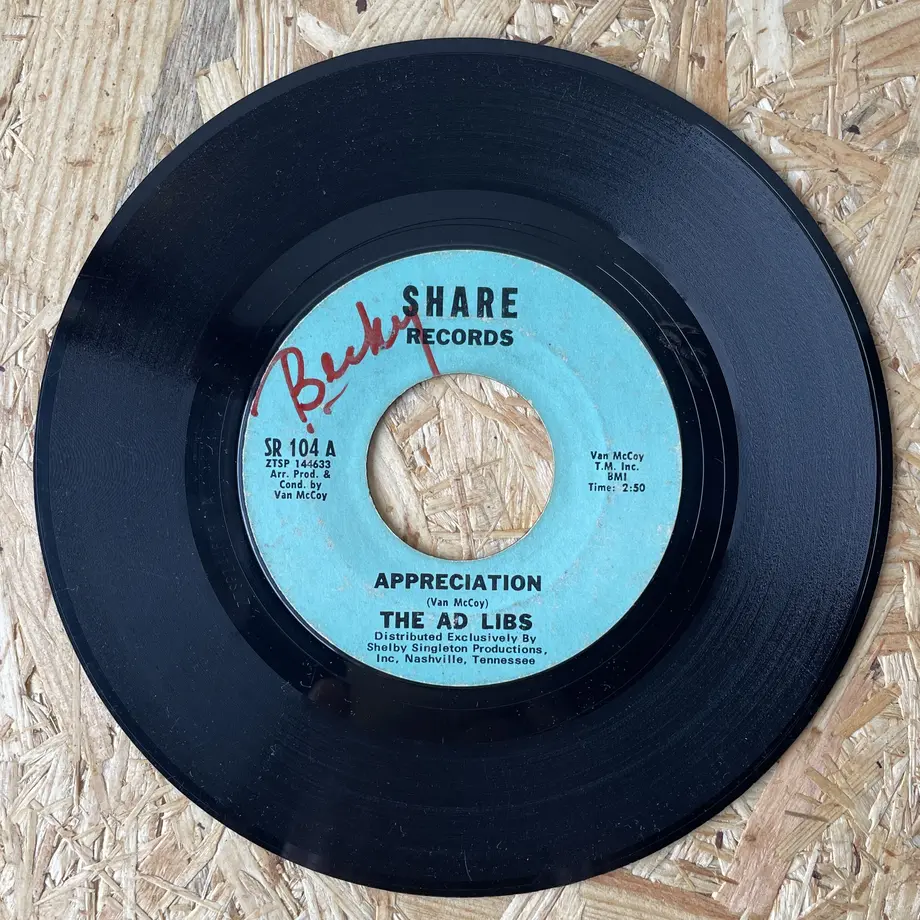 SHARE
RECORDS
Becky
SR 104 A
ZTSP 144633
Arr. Prod. &
Cond. by
Van McCoy
Van McCoy
T.M. Inc.
BMI
Time: 2:50
APPRECIATION
(Van McCoy)
THE AD LIBS
Distributed Exclusively By
Shelby Singleton Productions,
Inc, Nashville, Tennessee